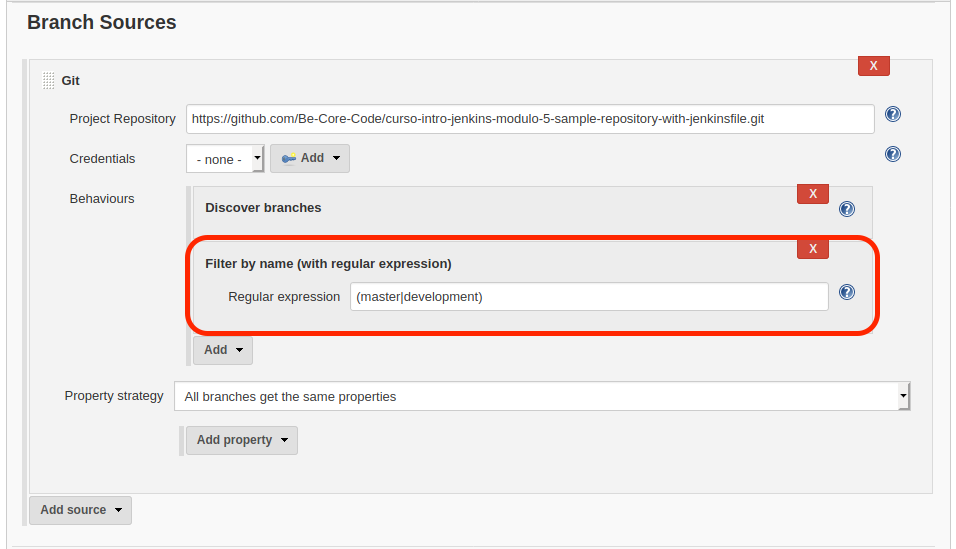 Branch Sources
X
Git
Project Repository https://github.com/Be-Core-Code/curso-intro-jenkins-modulo-5-sample-repository-with-jenkinsfile.git ?
Credentials - none - Add ?
Behaviours
X
Discover branches ?
X
Filter by name (with regular expression)
Regular expression (master|development) ?
Add
Property strategy All branches get the same properties
Add property
Add source